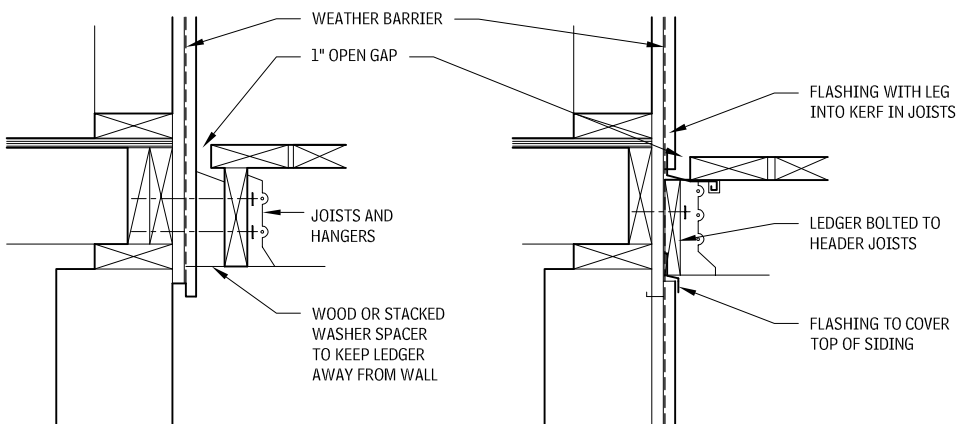 WEATHER BARRIER
1" OPEN GAP
JOISTS AND
HANGERS
WOOD OR STACKED
WASHER SPACER
TO KEEP LEDGER
AWAY FROM WALL
FLASHING WITH LEG
INTO KERF IN JOISTS
LEDGER BOLTED TO
HEADER JOISTS
FLASHING TO COVER
TOP OF SIDING